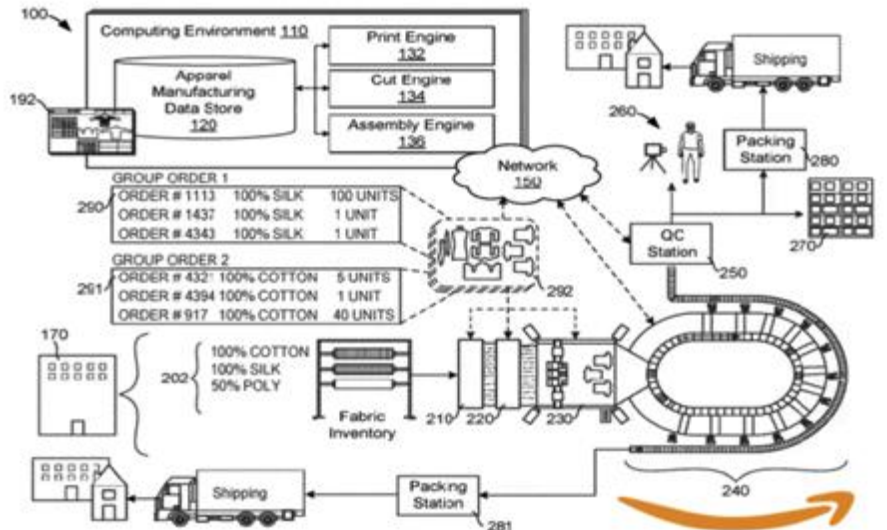 100
Computing Environment 110
Apparel
Manufacturing
Data Store
120
Print Engine
132
Cut Engine
134
Assembly Engine
136
192
Network
150
Shipping
260
Packing
Station
280
270
QC
Station
250
GROUP ORDER 1
290
ORDER # 1113 100% SILK 100 UNITS
ORDER # 1437 100% SILK 1 UNIT
ORDER # 4343 100% SILK 1 UNIT
GROUP ORDER 2
291
ORDER # 4321 100% COTTON 5 UNITS
ORDER # 4394 100% COTTON 1 UNIT
ORDER # 917 100% COTTON 40 UNITS
292
170
202
100% COTTON
100% SILK
50% POLY
Fabric
Inventory
210
220
230
240
Shipping
Packing
Station
281